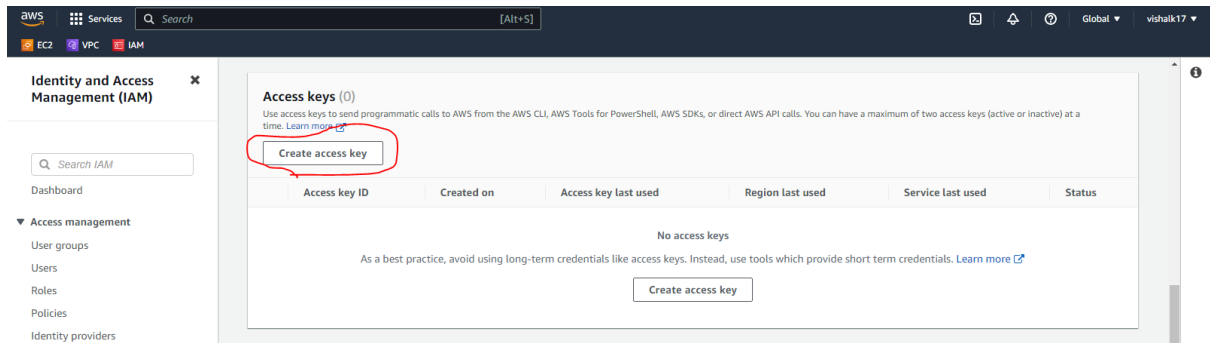 aws Services Search [Alt+S] Global ▼ vishalk17 ▼
EC2 VPC IAM
Identity and Access
Management (IAM)
Search IAM
Dashboard
Access management
User groups
Users
Roles
Policies
Identity providers
Access keys (0)
Use access keys to send programmatic calls to AWS from the AWS CLI, AWS Tools for PowerShell, AWS SDKs, or direct AWS API calls. You can have a maximum of two access keys (active or inactive) at a
time. Learn more
Create access key
Access key ID Created on Access key last used Region last used Service last used Status
No access keys
As a best practice, avoid using long-term credentials like access keys. Instead, use tools which provide short term credentials. Learn more
Create access key